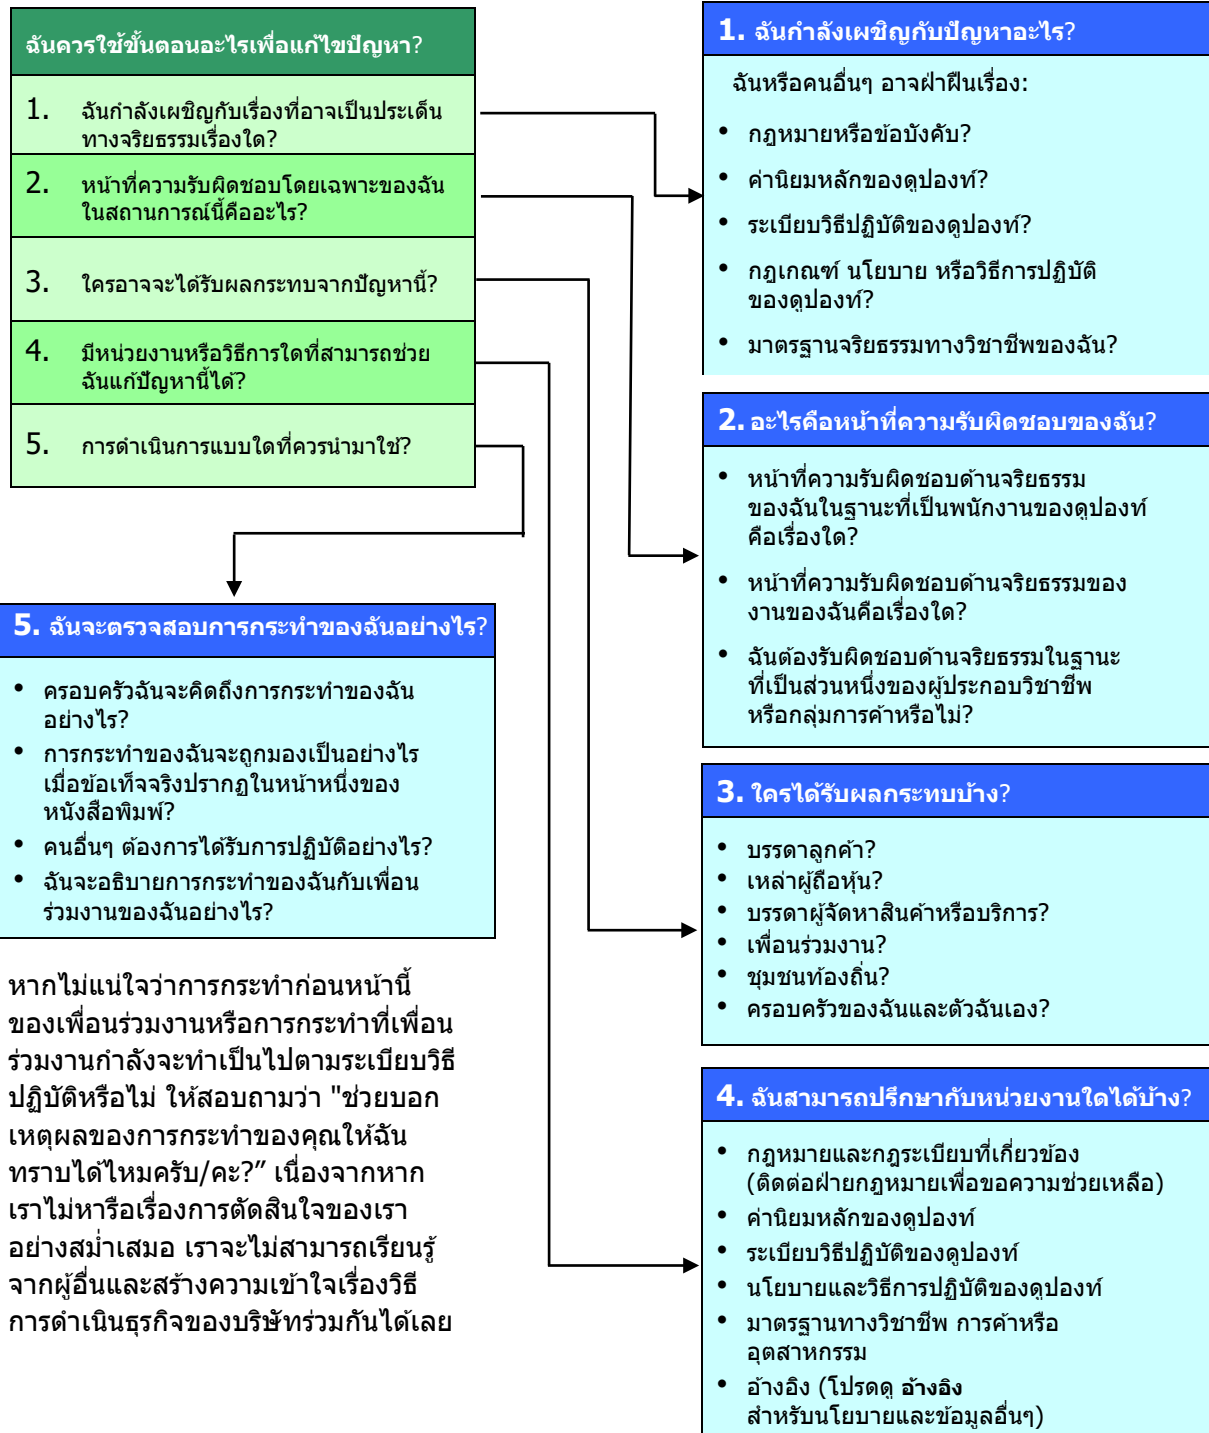 ฉันควรใช้ขั้นตอนอะไรเพื่อแก้ไขปัญหา?
1. ฉันกำลังเผชิญกับเรื่องที่อาจเป็นประเด็น
ทางจริยธรรมเรื่องใด?
2. หน้าที่ความรับผิดชอบโดยเฉพาะของฉัน
ในสถานการณ์นี้คืออะไร?
3. ใครอาจจะได้รับผลกระทบจากปัญหานี้?
4. มีหน่วยงานหรือวิธีการใดที่สามารถช่วย
ฉันแก้ปัญหานี้ได้?
5. การดำเนินการแบบใดที่ควรนำมาใช้?
1. ฉันกำลังเผชิญกับปัญหาอะไร?
ฉันหรือคนอื่นๆ อาจฝ่าฝืนเรื่อง:
• กฎหมายหรือข้อบังคับ?
• ค่านิยมหลักของดูปองท์?
• ระเบียบวิธีปฏิบัติของดูปองท์?
• กฎเกณฑ์ นโยบาย หรือวิธีการปฏิบัติ
ของดูปองท์?
• มาตรฐานจริยธรรมทางวิชาชีพของฉัน?
2. อะไรคือหน้าที่ความรับผิดชอบของฉัน?
• หน้าที่ความรับผิดชอบด้านจริยธรรม
ของฉันในฐานะที่เป็นพนักงานของดูปองท์
คือเรื่องใด?
• หน้าที่ความรับผิดชอบด้านจริยธรรมของ
งานของฉันคือเรื่องใด?
• ฉันต้องรับผิดชอบด้านจริยธรรมในฐานะ
ที่เป็นส่วนหนึ่งของผู้ประกอบวิชาชีพ
หรือกลุ่มการค้าหรือไม่?
3. ใครได้รับผลกระทบบ้าง?
• บรรดาลูกค้า?
• เหล่าผู้ถือหุ้น?
• บรรดาผู้จัดหาสินค้าหรือบริการ?
• เพื่อนร่วมงาน?
• ชุมชนท้องถิ่น?
• ครอบครัวของฉันและตัวฉันเอง?
4. ฉันสามารถปรึกษากับหน่วยงานใดได้บ้าง?
• กฎหมายและกฎระเบียบที่เกี่ยวข้อง
(ติดต่อฝ่ายกฎหมายเพื่อขอความช่วยเหลือ)
• ค่านิยมหลักของดูปองท์
• ระเบียบวิธีปฏิบัติของดูปองท์
• นโยบายและวิธีการปฏิบัติของดูปองท์
• มาตรฐานทางวิชาชีพ การค้าหรือ
อุตสาหกรรม
• อ้างอิง (โปรดดู อ้างอิง
สำหรับนโยบายและข้อมูลอื่นๆ)
5. ฉันจะตรวจสอบการกระทำของฉันอย่างไร?
• ครอบครัวฉันจะคิดถึงการกระทำของฉัน
อย่างไร?
• การกระทำของฉันจะถูกมองเป็นอย่างไร
เมื่อข้อเท็จจริงปรากฏในหน้าหนึ่งของ
หนังสือพิมพ์?
• คนอื่นๆ ต้องการได้รับการปฏิบัติอย่างไร?
• ฉันจะอธิบายการกระทำของฉันกับเพื่อน
ร่วมงานของฉันอย่างไร?
หากไม่แน่ใจว่าการกระทำก่อนหน้านี้
ของเพื่อนร่วมงานหรือการกระทำที่เพื่อน
ร่วมงานกำลังจะทำเป็นไปตามระเบียบวิธี
ปฏิบัติหรือไม่ ให้สอบถามว่า "ช่วยบอก
เหตุผลของการกระทำของคุณให้ฉัน
ทราบได้ไหมครับ/คะ?” เนื่องจากหาก
เราไม่หารือเรื่องการตัดสินใจของเรา
อย่างสม่ำเสมอ เราจะไม่สามารถเรียนรู้
จากผู้อื่นและสร้างความเข้าใจเรื่องวิธี
การดำเนินธุรกิจของบริษัทร่วมกันได้เลย